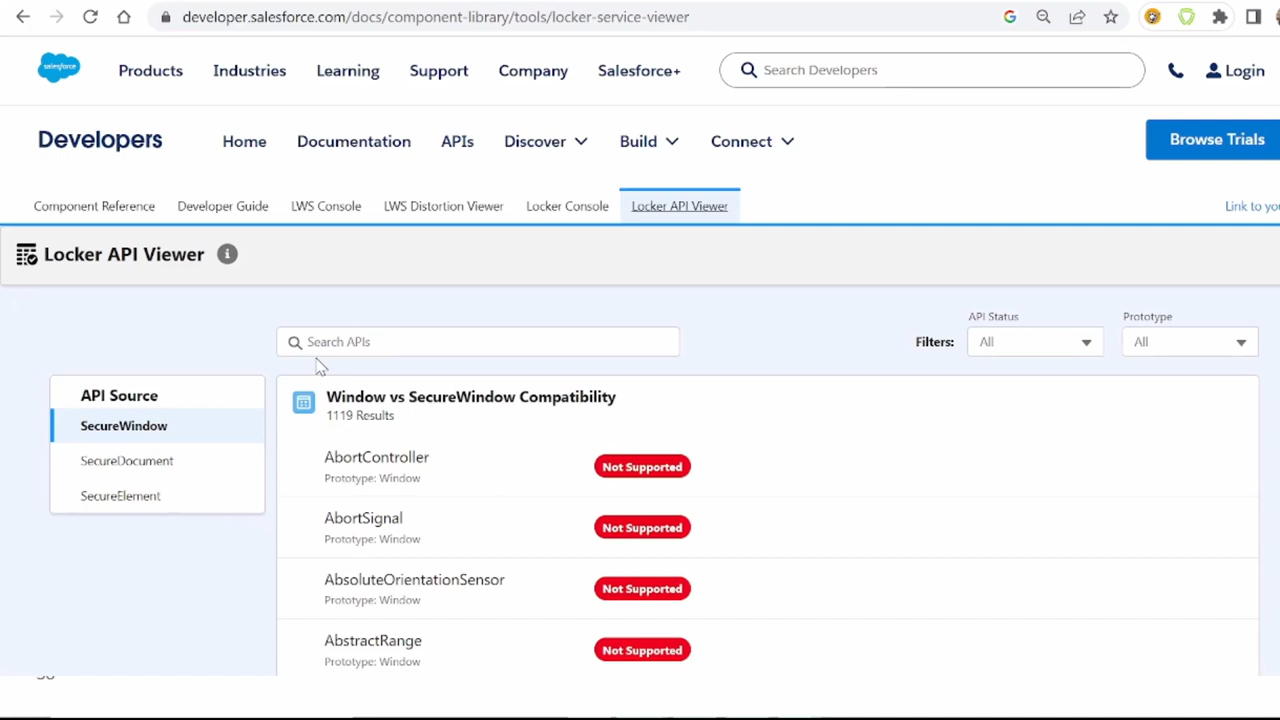 developer.salesforce.com/docs/component-library/tools/locker-service-viewer
salesforce
Products Industries Learning Support Company Salesforce+ Search Developers Login
Developers Home Documentation APIs Discover Build Connect Browse Trials
Component Reference Developer Guide LWS Console LWS Distortion Viewer Locker Console Locker API Viewer Link to
Locker API Viewer
API Status Prototype
Search APIs Filters: All All
API Source
SecureWindow
SecureDocument
SecureElement
Window vs SecureWindow Compatibility
1119 Results
AbortController Not Supported
Prototype: Window
AbortSignal Not Supported
Prototype: Window
AbsoluteOrientationSensor Not Supported
Prototype: Window
AbstractRange Not Supported
Prototype: Window